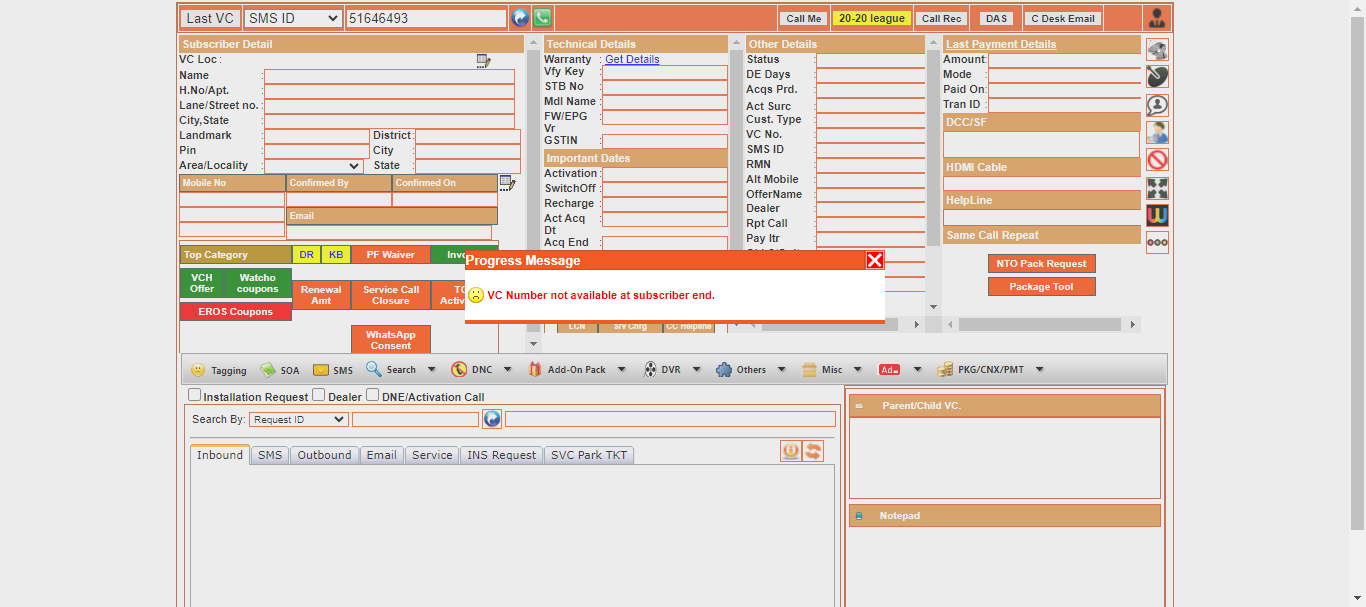 Last VC SMS ID 51646493 Call Me 20-20 league Call Rec DAS C Desk Email
Subscriber Detail
VC Loc :
Name :
H.No/Apt. :
Lane/Street no. :
City,State :
Landmark : District :
Pin : City :
Area/Locality : State :
Mobile No Confirmed By Confirmed On
Email
Top Category DR KB PF Waiver
VCH Offer Watcho coupons Renewal Amt Service Call Closure
EROS Coupons
WhatsApp Consent
Technical Details
Warranty : Get Details
Vfy Key :
STB No :
Mdl Name :
FW/EPG Vr :
GSTIN :
Important Dates
Activation :
SwitchOff :
Recharge :
Act Acq Dt :
Acq End :
LCN Srv Chrg CC Helpline
Other Details
Status :
DE Days :
Acqs Prd. :
Act Surc :
Cust. Type :
VC No. :
SMS ID :
RMN :
Alt Mobile :
OfferName :
Dealer :
Rpt Call :
Pay Itr :
Last Payment Details
Amount:
Mode :
Paid On:
Tran ID :
DCC/SF
HDMI Cable
HelpLine
Same Call Repeat
NTO Pack Request
Package Tool
Progress Message
VC Number not available at subscriber end.
Tagging SOA SMS Search DNC Add-On Pack DVR Others Misc Ad PKG/CNX/PMT
Installation Request Dealer DNE/Activation Call
Search By: Request ID
Inbound SMS Outbound Email Service INS Request SVC Park TKT
Parent/Child VC.
Notepad